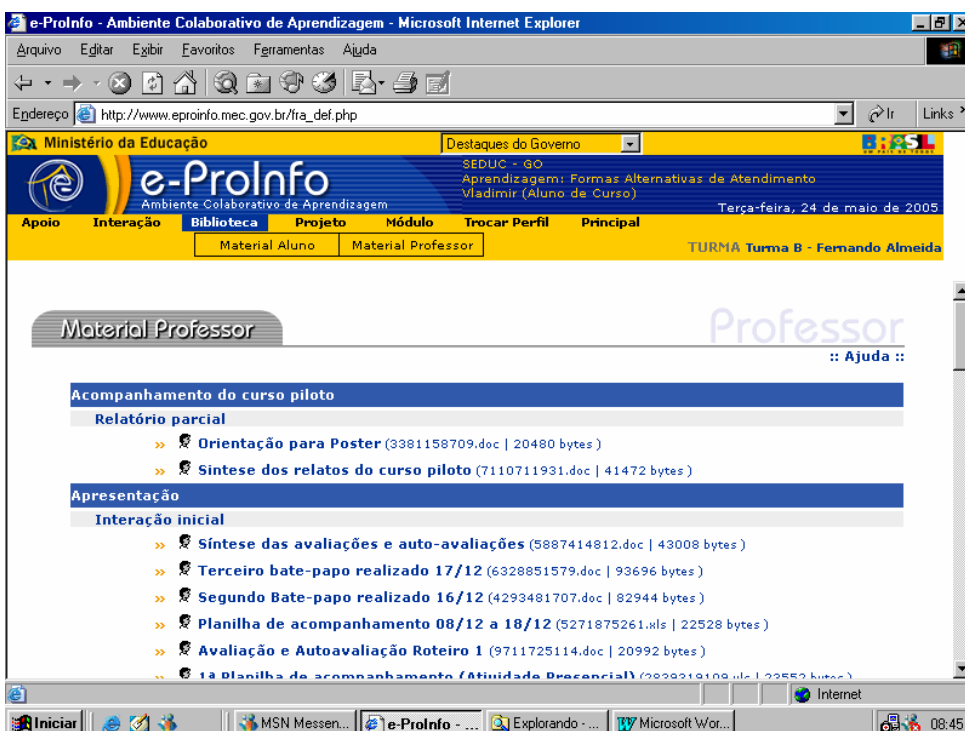 e-ProInfo - Ambiente Colaborativo de Aprendizagem - Microsoft Internet Explorer
Arquivo Editar Exibir Favoritos Ferramentas Ajuda
Endereço http://www.eproinfo.mec.gov.br/fra_def.php Ir Links
Ministério da Educação Destaques do Governo BRASIL
SEDUC - GO
e-ProInfo Aprendizagem: Formas Alternativas de Atendimento
Vladimir (Aluno de Curso)
Ambiente Colaborativo de Aprendizagem Terça-feira, 24 de maio de 2005
Apoio Interação Biblioteca Projeto Módulo Trocar Perfil Principal
Material Aluno Material Professor TURMA Turma B - Fernando Almeida
Material Professor Professor
:: Ajuda ::
Acompanhamento do curso piloto
Relatório parcial
» Orientação para Poster (3381158709.doc | 20480 bytes )
» Sintese dos relatos do curso piloto (7110711931.doc | 41472 bytes )
Apresentação
Interação inicial
» Síntese das avaliações e auto-avaliações (5887414812.doc | 43008 bytes )
» Terceiro bate-papo realizado 17/12 (6328851579.doc | 93696 bytes )
» Segundo Bate-papo realizado 16/12 (4293481707.doc | 82944 bytes )
» Planilha de acompanhamento 08/12 a 18/12 (5271875261.xls | 22528 bytes )
» Avaliação e Autoavaliação Roteiro 1 (9711725114.doc | 20992 bytes )
» 1ª Planilha de acompanhamento (Atividade Presencial)
Internet
Iniciar MSN Messen... e-ProInfo - ... Explorando - ... Microsoft Wor... 08:45